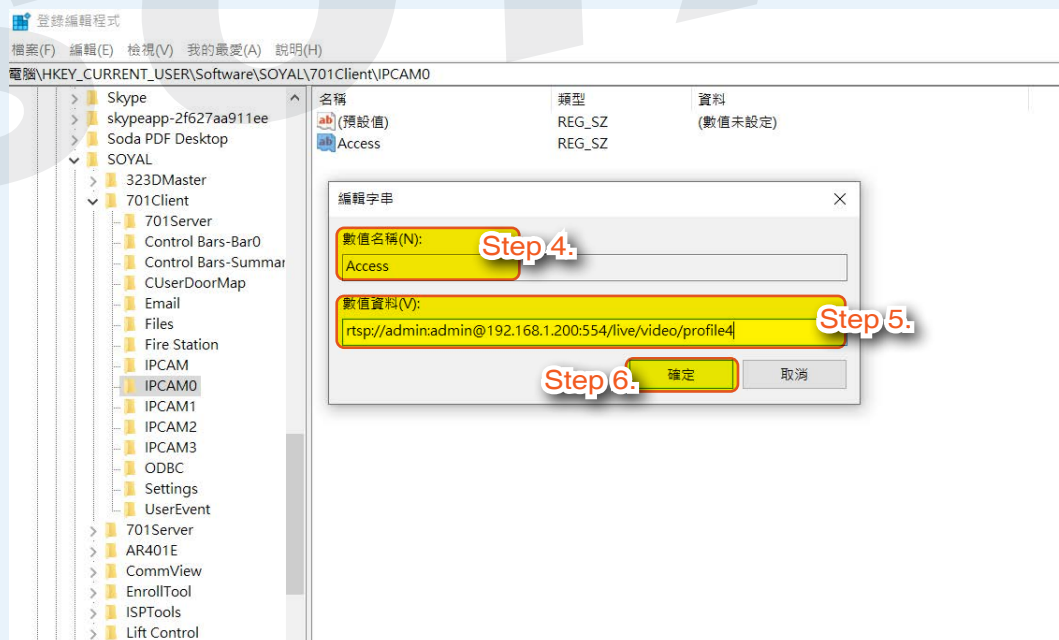 登錄編輯程式
檔案(F) 編輯(E) 檢視(V) 我的最愛(A) 說明(H)
電腦\HKEY_CURRENT_USER\Software\SOYAL\701Client\IPCAM0
Skype
skypeapp-2f627aa911ee
Soda PDF Desktop
SOYAL
323DMaster
701Client
701Server
Control Bars-Bar0
Control Bars-Summar
CUserDoorMap
Email
Files
Fire Station
IPCAM
IPCAM0
IPCAM1
IPCAM2
IPCAM3
ODBC
Settings
UserEvent
701Server
AR401E
CommView
EnrollTool
ISPTools
Lift Control
名稱 類型 資料
ab (預設值) REG_SZ (數值未設定)
ab Access REG_SZ
編輯字串
數值名稱(N):
Step 4.
Access
數值資料(V):
rtsp://admin:admin@192.168.1.200:554/live/video/profile4
Step 5.
Step 6.
確定 取消